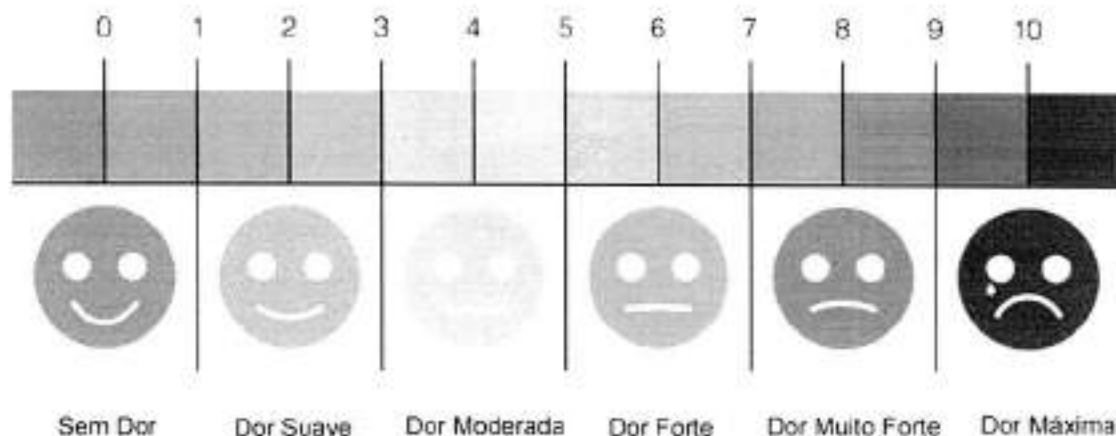 0 1 2 3 4 5 6 7 8 9 10
Sem Dor Dor Suave Dor Moderada Dor Forte Dor Muito Forte Dor Máxima